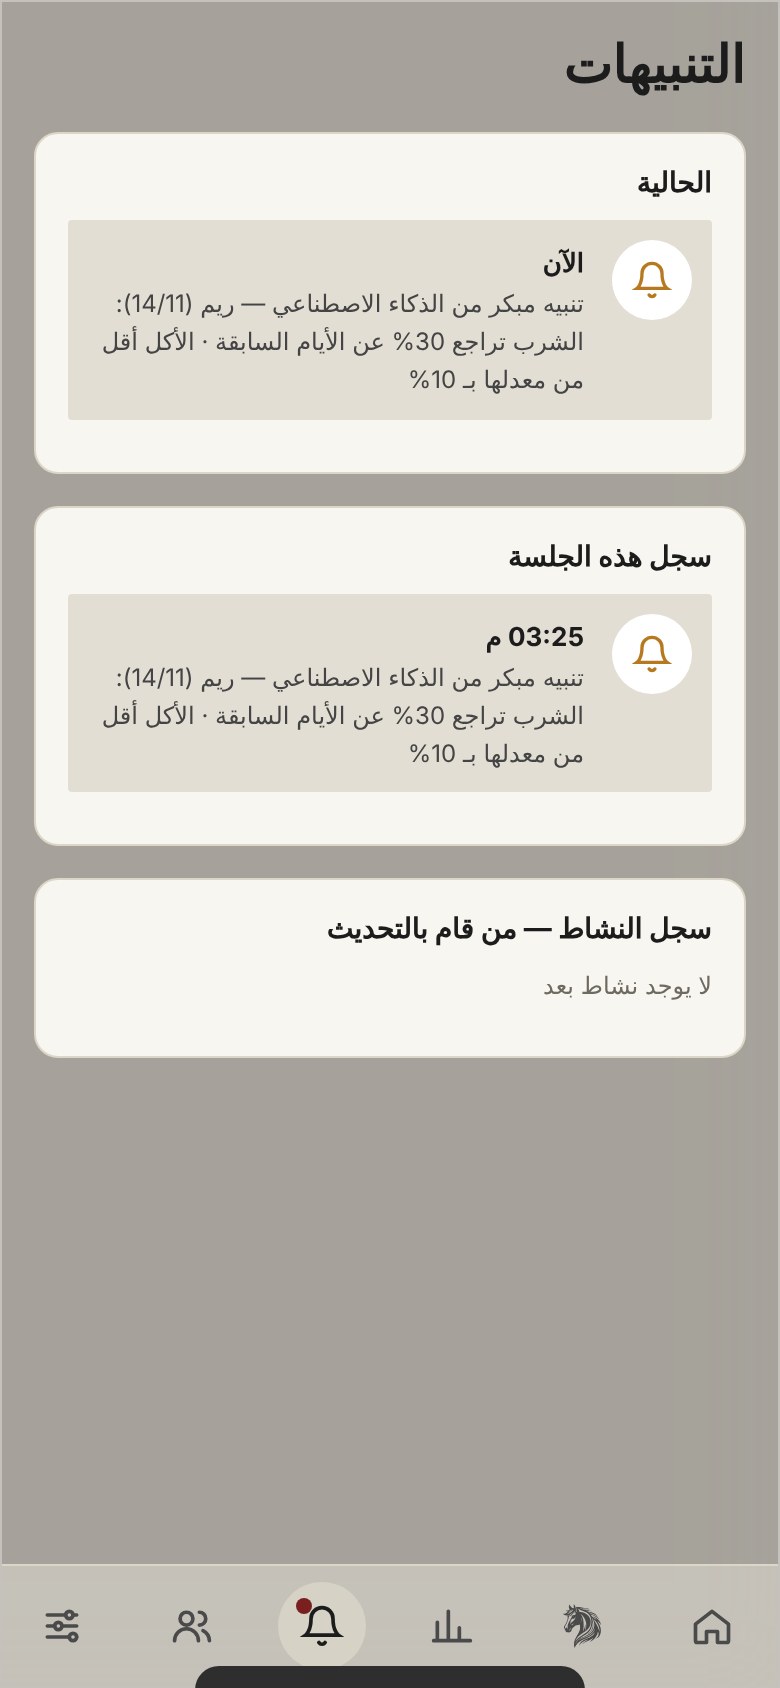 التنبيهات
الحالية
الآن
تنبيه مبكر من الذكاء الاصطناعي — ريم (14/11):
الشرب تراجع 30% عن الأيام السابقة · الأكل أقل
من معدلها بـ 10%
سجل هذه الجلسة
03:25 م
تنبيه مبكر من الذكاء الاصطناعي — ريم (14/11):
الشرب تراجع 30% عن الأيام السابقة · الأكل أقل
من معدلها بـ 10%
سجل النشاط — من قام بالتحديث
لا يوجد نشاط بعد